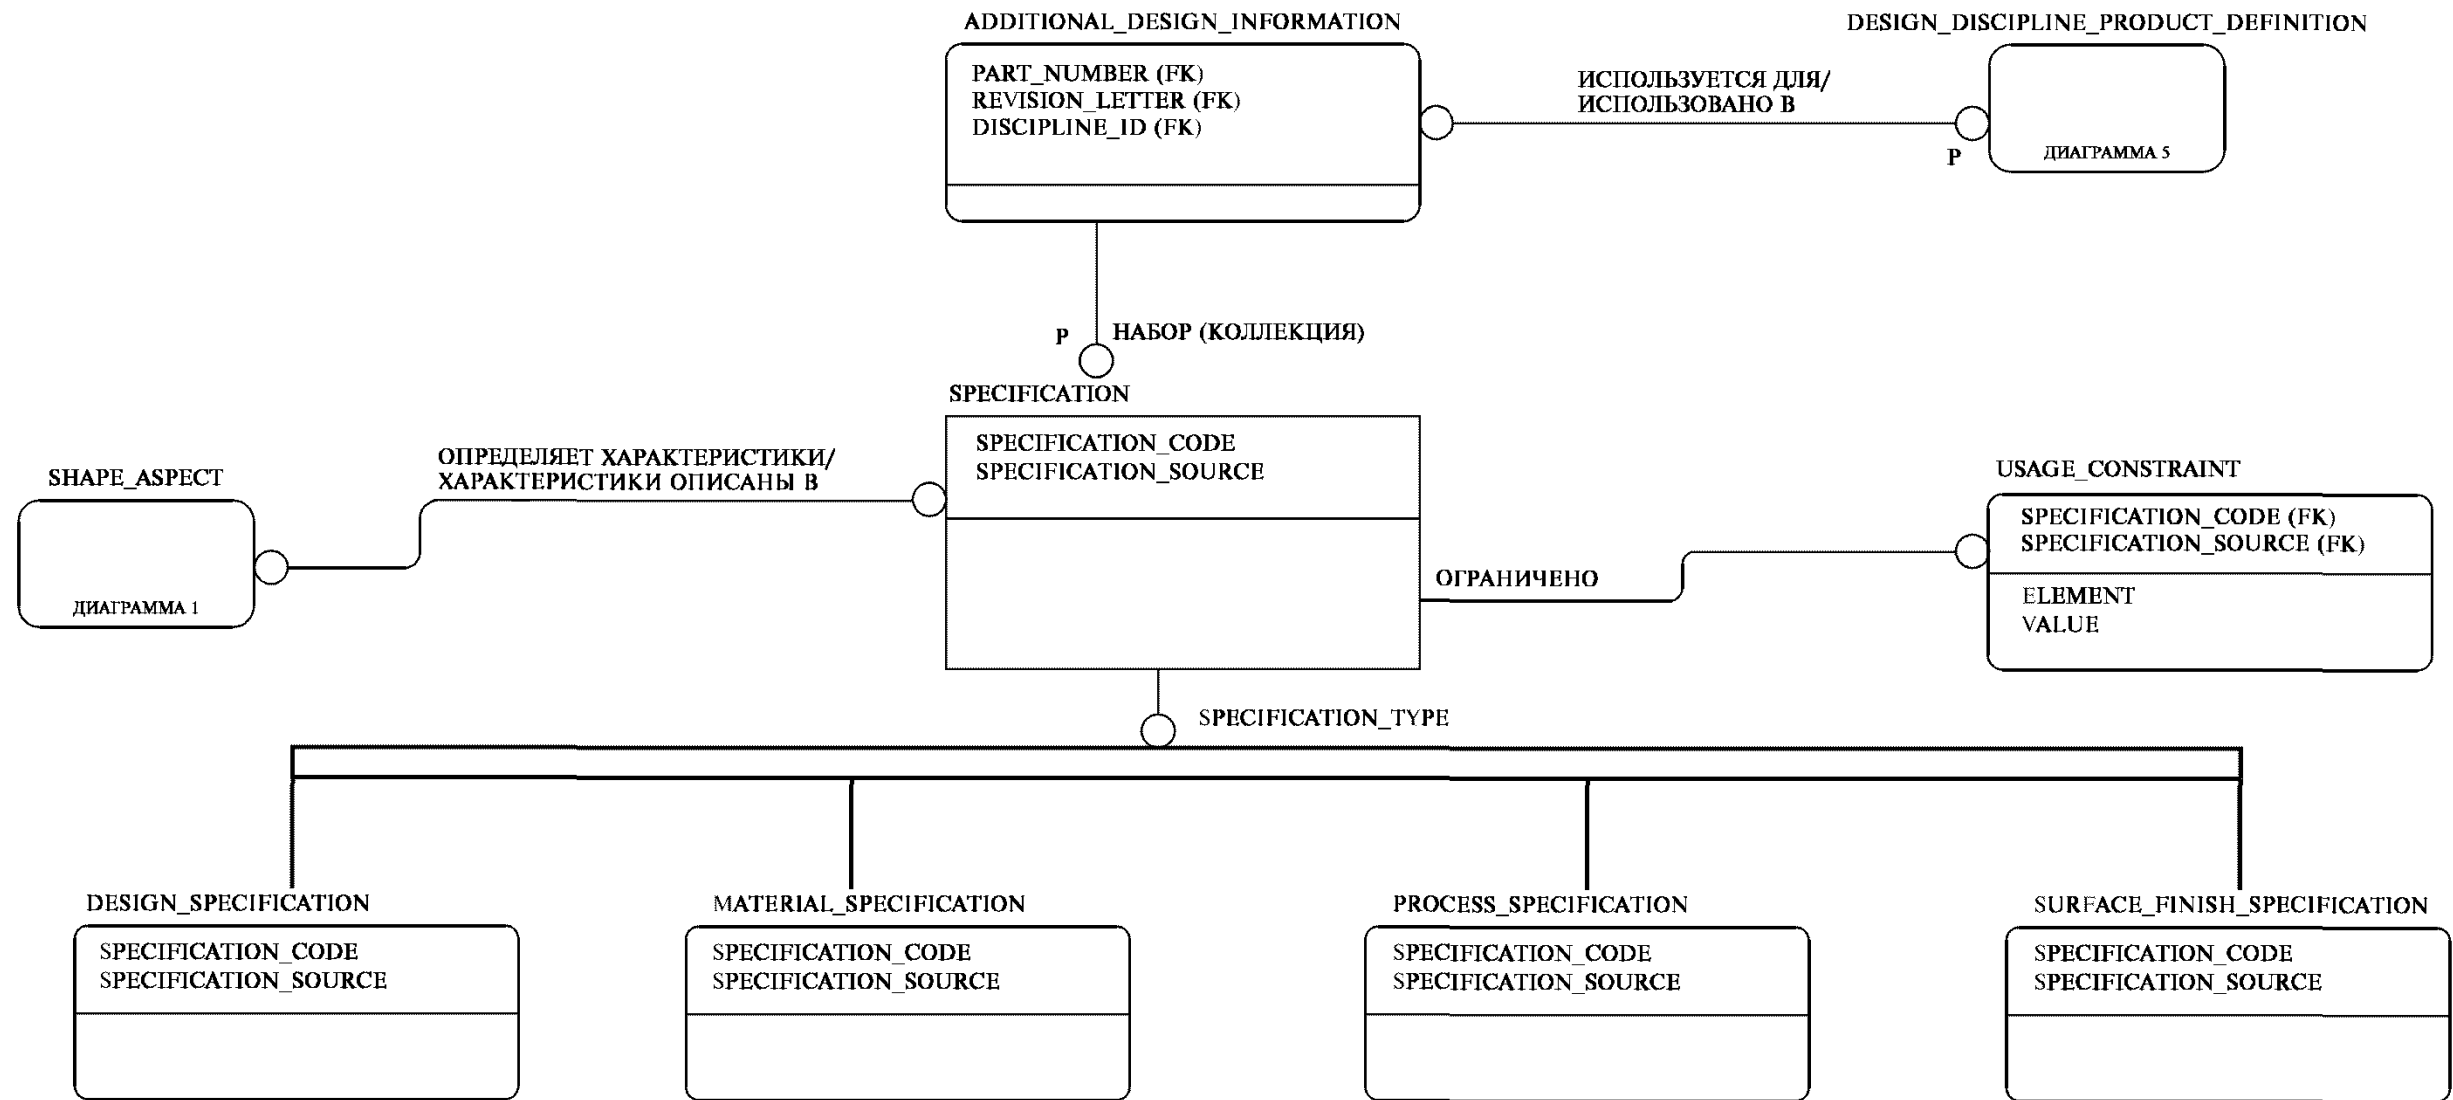 ADDITIONAL_DESIGN_INFORMATION
PART_NUMBER (FK)
REVISION_LETTER (FK)
DISCIPLINE_ID (FK)
ИСПОЛЬЗУЕТСЯ ДЛЯ/
ИСПОЛЬЗОВАНО В
P
DESIGN_DISCIPLINE_PRODUCT_DEFINITION
ДИАГРАММА 5
P
НАБОР (КОЛЛЕКЦИЯ)
SPECIFICATION
SPECIFICATION_CODE
SPECIFICATION_SOURCE
SHAPE_ASPECT
ДИАГРАММА 1
ОПРЕДЕЛЯЕТ ХАРАКТЕРИСТИКИ/
ХАРАКТЕРИСТИКИ ОПИСАНЫ В
ОГРАНИЧЕНО
USAGE_CONSTRAINT
SPECIFICATION_CODE (FK)
SPECIFICATION_SOURCE (FK)
ELEMENT
VALUE
SPECIFICATION_TYPE
DESIGN_SPECIFICATION
SPECIFICATION_CODE
SPECIFICATION_SOURCE
MATERIAL_SPECIFICATION
SPECIFICATION_CODE
SPECIFICATION_SOURCE
PROCESS_SPECIFICATION
SPECIFICATION_CODE
SPECIFICATION_SOURCE
SURFACE_FINISH_SPECIFICATION
SPECIFICATION_CODE
SPECIFICATION_SOURCE